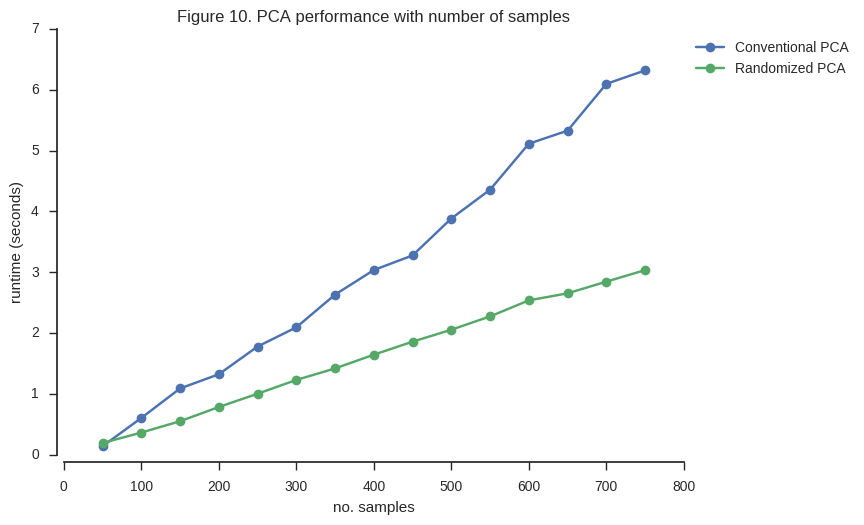 Figure 10. PCA performance with number of samples
Conventional PCA
Randomized PCA
runtime (seconds)
7
6
5
4
3
2
1
0
0 100 200 300 400 500 600 700 800
no. samples